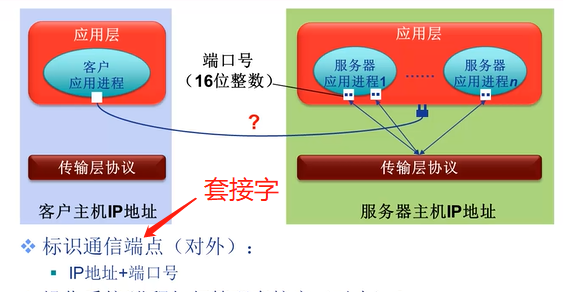 应用层
客户
应用进程
端口号
（16位整数）
应用层
服务器
应用进程1
……
服务器
应用进程n
?
传输层协议
传输层协议
客户主机IP地址
套接字
服务器主机IP地址
标识通信端点（对外）：
IP地址+端口号